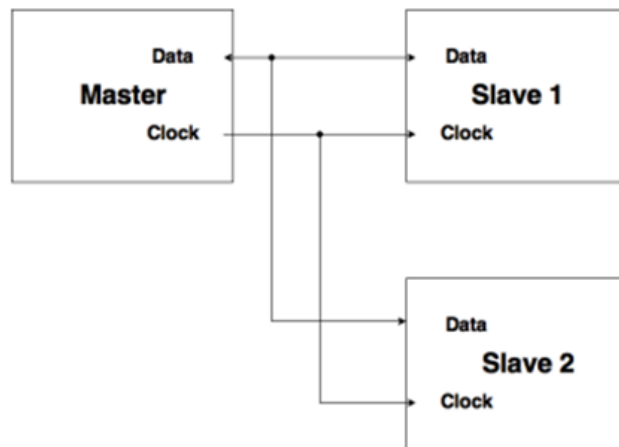 Data
Master
Clock
Data
Slave 1
Clock
Data
Slave 2
Clock